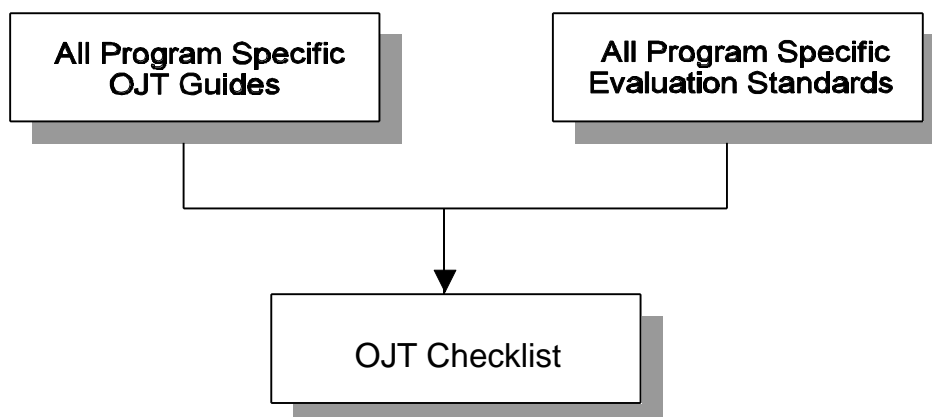 All Program Specific
OJT Guides
All Program Specific
Evaluation Standards
OJT Checklist